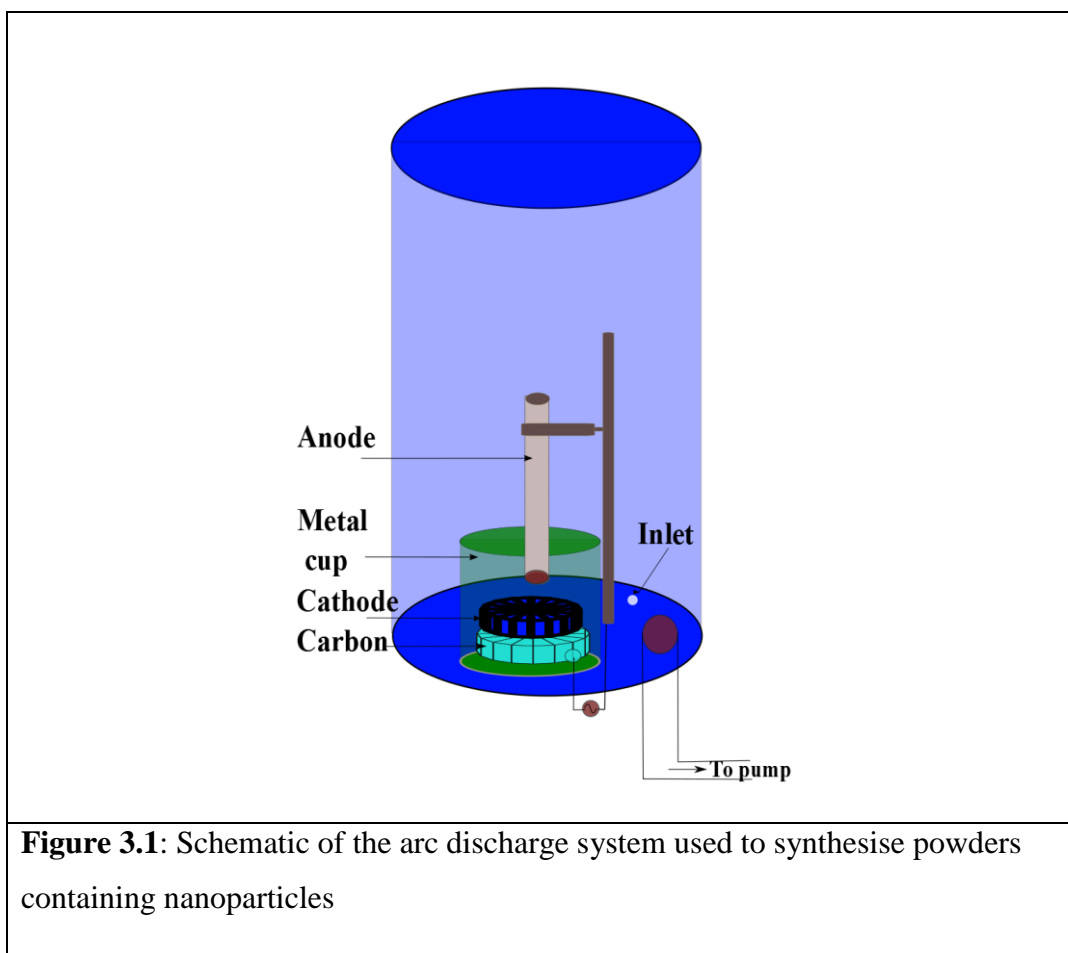 Anode
Metal
cup
Inlet
Cathode
Carbon
To pump
Figure 3.1: Schematic of the arc discharge system used to synthesise powders
containing nanoparticles